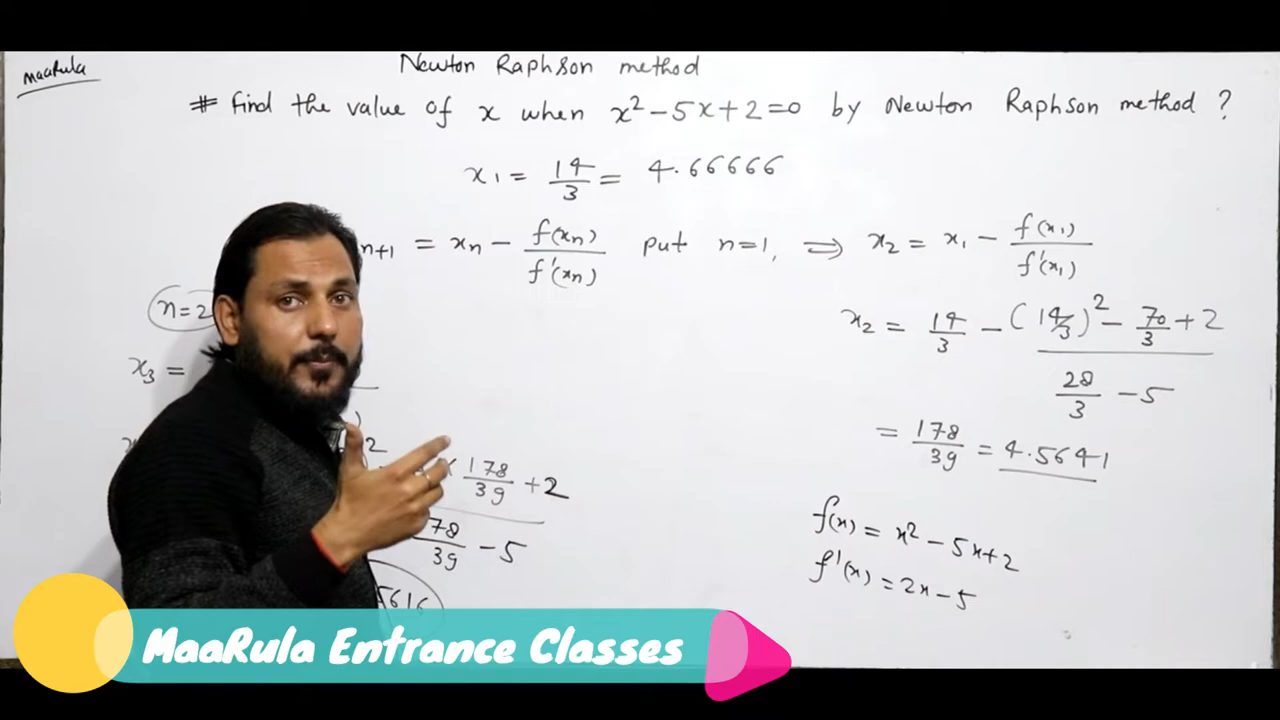 maaRula
Newton Raphson method
# Find the value of x when x² - 5x + 2 = 0 by Newton Raphson method ?
x₁ = 14/3 = 4.66666
n+1 = xₙ - f(xₙ)/f'(xₙ) put n=1, ⇒ x₂ = x₁ - f(x₁)/f'(x₁)
n=2
x₂ = 14/3 - ((14/3)² - 70/3 + 2)/(28/3 - 5)
x₃ =
= 178/39 = 4.5641
2
× 178/39 + 2
78/39 - 5
f(x) = x² - 5x + 2
f'(x) = 2x - 5
5616
MaaRula Entrance Classes